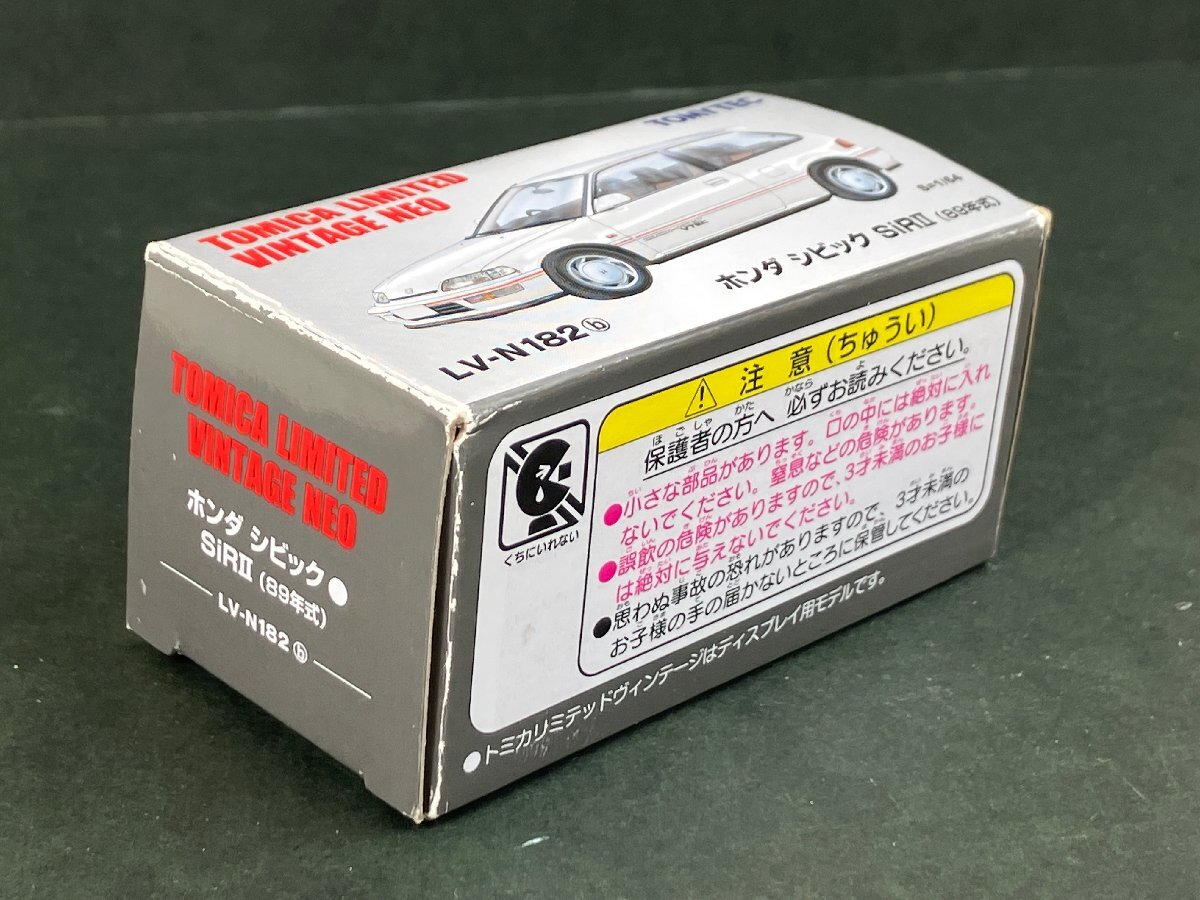 TOMYTEC
TOMICA LIMITED
VINTAGE NEO
S=1/64
ホンダ シビック SiRⅡ (89年式)
LV-N182 ⓑ
TOMICA LIMITED
VINTAGE NEO
ホンダ シビック
SiRⅡ (89年式)
LV-N182 ⓑ
くちにいれない
注意(ちゅうい)
保護者の方へ 必ずお読みください。
●小さな部品があります。口の中には絶対に入れ
ないでください。窒息などの危険があります。
●誤飲の危険がありますので、3才未満のお子様に
は絶対に与えないでください。
●思わぬ事故の恐れがありますので、3才未満の
お子様の手の届かないところに保管してください。
●トミカリミテッドヴィンテージはディスプレイ用モデルです。